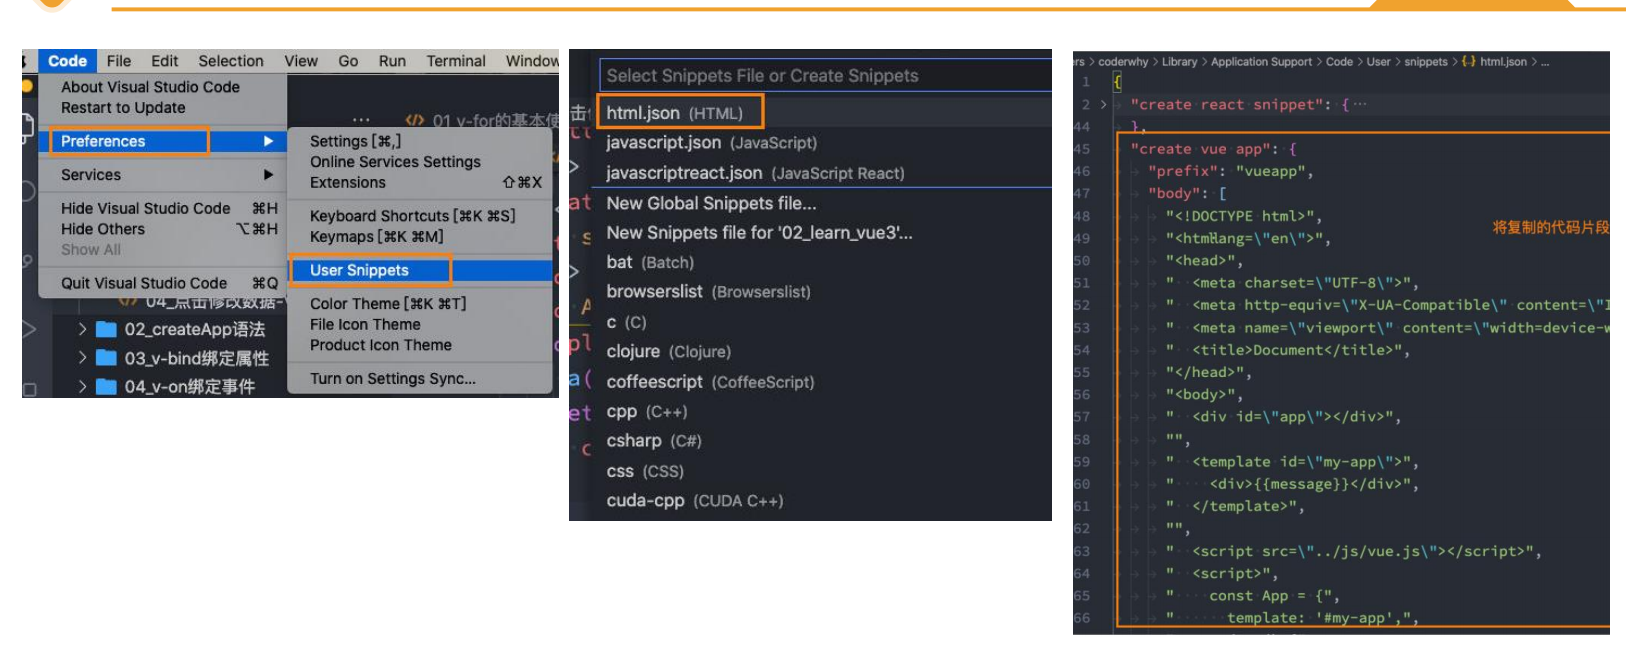 Code File Edit Selection View Go Run Terminal Window
About Visual Studio Code
Restart to Update
Preferences
Services
Hide Visual Studio Code ⌘H
Hide Others ⌥⌘H
Show All
Quit Visual Studio Code ⌘Q
01 v-for的基本使
Settings [⌘,]
Online Services Settings
Extensions ⇧⌘X
Keyboard Shortcuts [⌘K ⌘S]
Keymaps [⌘K ⌘M]
User Snippets
Color Theme [⌘K ⌘T]
File Icon Theme
Product Icon Theme
Turn on Settings Sync...
04_点击修改数据-
02_createApp语法
03_v-bind绑定属性
04_v-on绑定事件
Select Snippets File or Create Snippets
html.json (HTML)
javascript.json (JavaScript)
javascriptreact.json (JavaScript React)
New Global Snippets file...
New Snippets file for '02_learn_vue3'...
bat (Batch)
browserslist (Browserslist)
c (C)
clojure (Clojure)
coffeescript (CoffeeScript)
cpp (C++)
csharp (C#)
css (CSS)
cuda-cpp (CUDA C++)
rs > coderwhy > Library > Application Support > Code > User > snippets > {..} html.json > ...
1 {
2 > "create react snippet": { ...
44 },
45 "create vue app": {
46 "prefix": "vueapp",
47 "body": [
48 "<!DOCTYPE html>",
将复制的代码片段
49 "<html lang=\"en\">",
50 "<head>",
51 " <meta charset=\"UTF-8\">",
52 " <meta http-equiv=\"X-UA-Compatible\" content=\"I
53 " <meta name=\"viewport\" content=\"width=device-w
54 " <title>Document</title>",
55 "</head>",
56 "<body>",
57 " <div id=\"app\"></div>",
58 "",
59 " <template id=\"my-app\">",
60 " <div>{{message}}</div>",
61 " </template>",
62 "",
63 " <script src=\"../js/vue.js\"></script>",
64 " <script>",
65 " const App = {",
66 " template: '#my-app',",